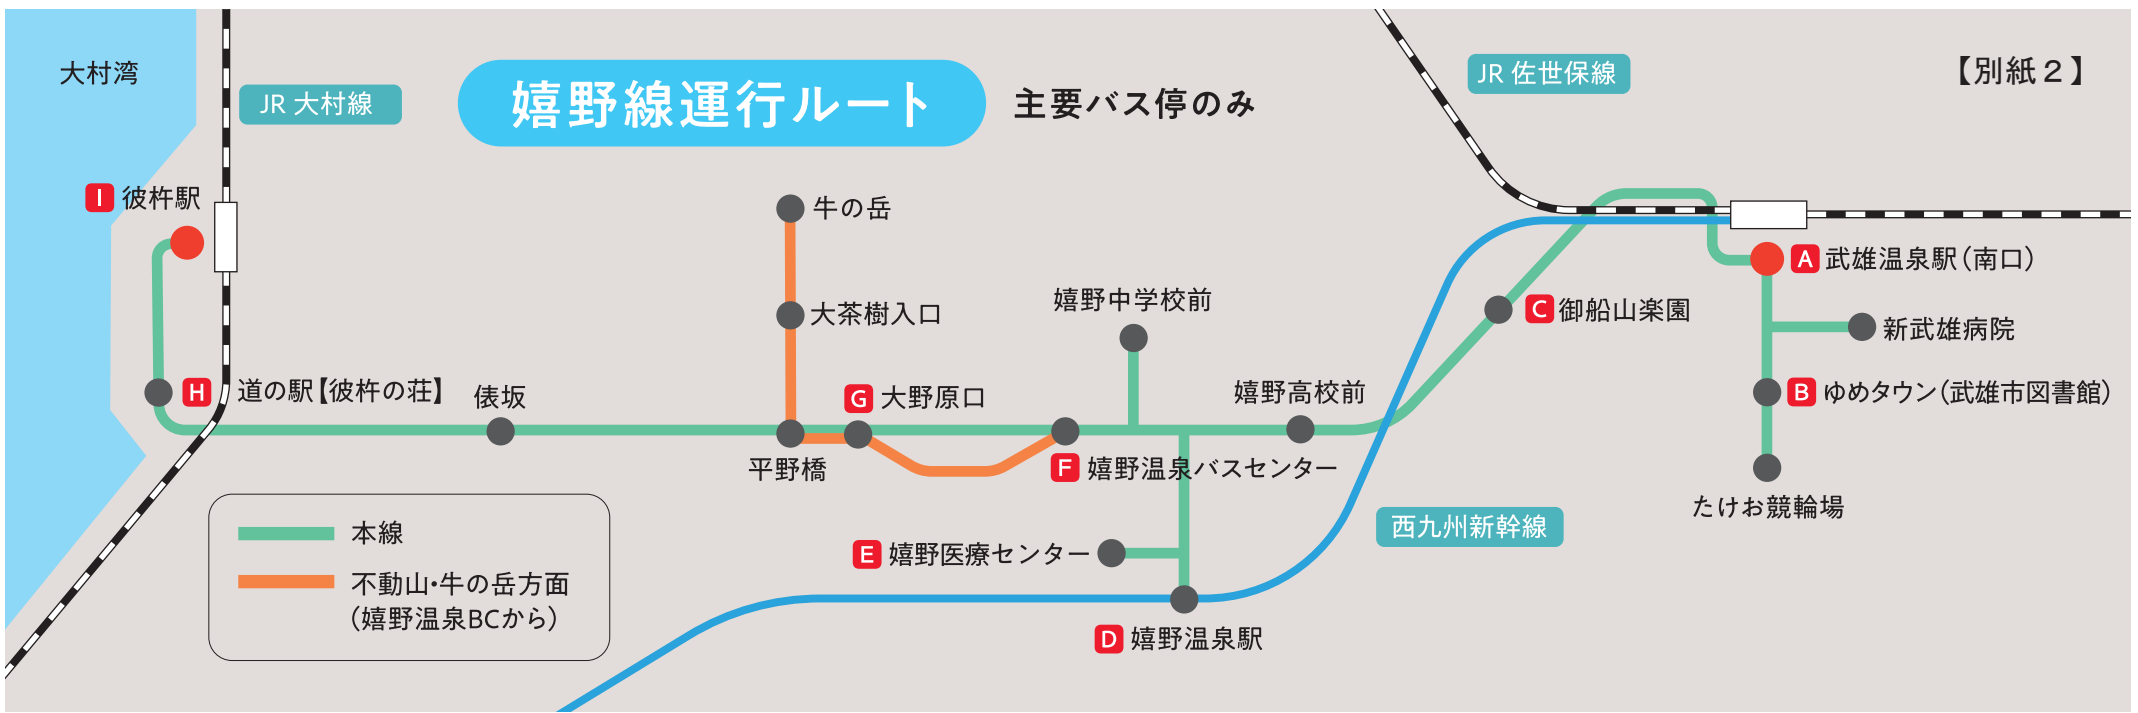 大村湾
JR 大村線
嬉野線運行ルート
主要バス停のみ
JR 佐世保線
【別紙２】
I 彼杵駅
牛の岳
大茶樹入口
嬉野中学校前
A 武雄温泉駅（南口）
C 御船山楽園
新武雄病院
H 道の駅【彼杵の荘】
俵坂
G 大野原口
嬉野高校前
B ゆめタウン（武雄市図書館）
平野橋
F 嬉野温泉バスセンター
たけお競輪場
西九州新幹線
本線
E 嬉野医療センター
不動山・牛の岳方面
（嬉野温泉BCから）
D 嬉野温泉駅